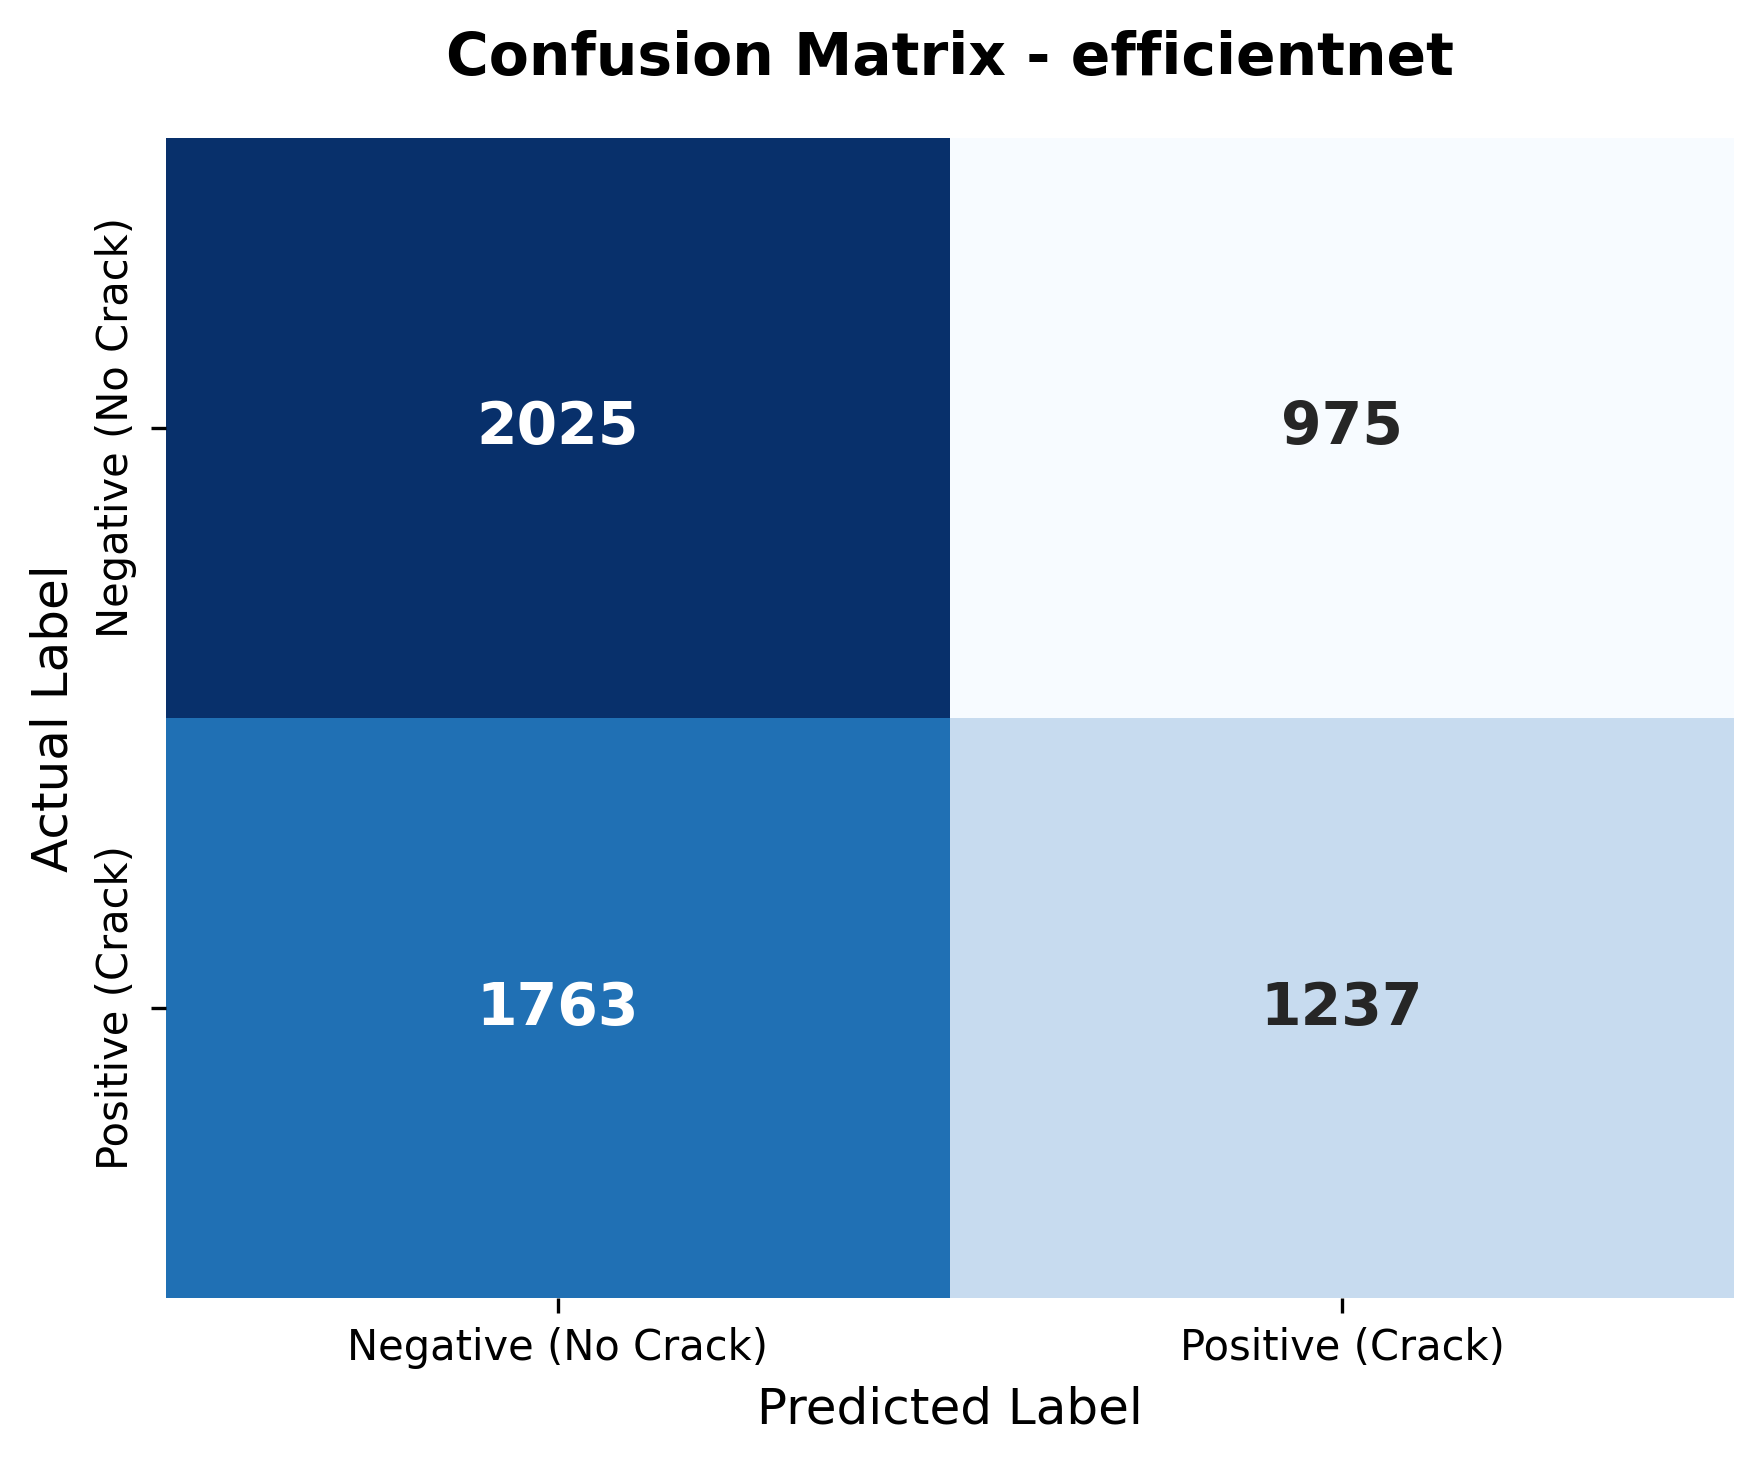 Confusion Matrix - efficientnet
Actual Label
Negative (No Crack)
2025
975
Positive (Crack)
1763
1237
Negative (No Crack)
Positive (Crack)
Predicted Label